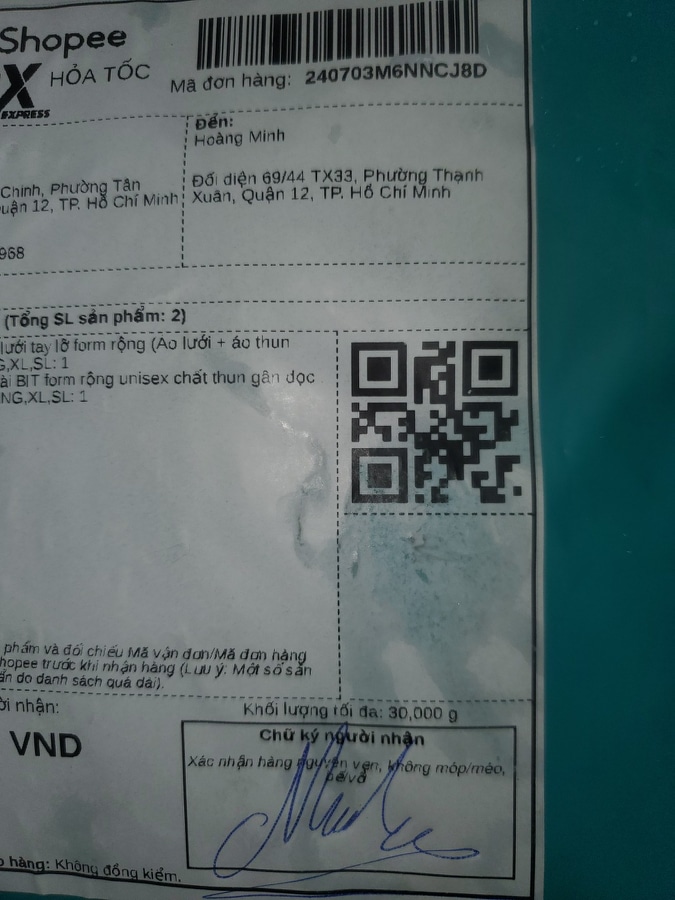 Shopee
HỎA TỐC
EXPRESS
Mã đơn hàng: 240703M6NNCJ8D
Đến:
Hoàng Minh
Chinh, Phường Tân
Quận 12, TP. Hồ Chí Minh
968
Đối diện 69/44 TX33, Phường Thạnh
Xuân, Quận 12, TP. Hồ Chí Minh
(Tổng SL sản phẩm: 2)
lưới tay lỡ form rộng (Áo lưới + áo thun
G,XL,SL: 1
ài BIT form rộng unisex chất thun gân dọc
NG,XL,SL: 1
phẩm và đối chiếu Mã vận đơn/Mã đơn hàng
hopee trước khi nhận hàng (Lưu ý: Một số sản
ẩn do danh sách quá dài).
ời nhận:
Khối lượng tối đa: 30,000 g
VND
Chữ ký người nhận
Xác nhận hàng nguyên vẹn, không móp/méo,
bể/vỡ
o hàng: Không đồng kiểm.